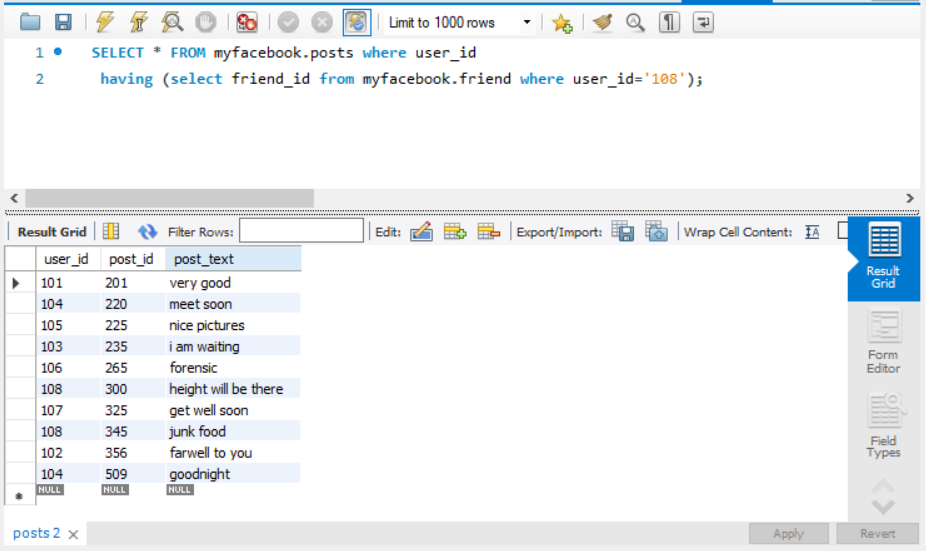 Limit to 1000 rows
1 SELECT * FROM myfacebook.posts where user_id
2 having (select friend_id from myfacebook.friend where user_id='108');
Result Grid Filter Rows: Edit: Export/Import: Wrap Cell Content:
user_id post_id post_text
101 201 very good
104 220 meet soon
105 225 nice pictures
103 235 i am waiting
106 265 forensic
108 300 height will be there
107 325 get well soon
108 345 junk food
102 356 farwell to you
104 509 goodnight
NULL NULL NULL
Result
Grid
Form
Editor
Field
Types
posts 2
Apply Revert